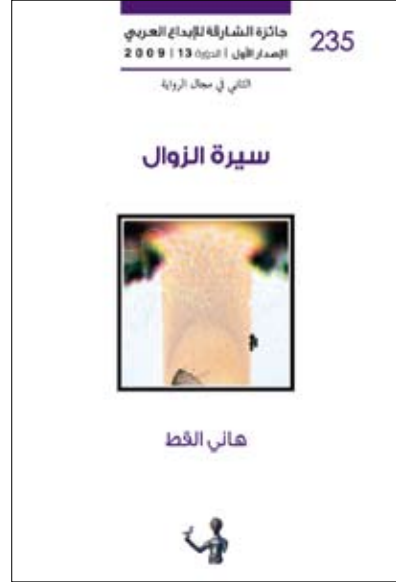 جائزة الشارقة للإبداع العربي
235
الإصدار الأول | الدورة 13 | 2009
الثاني في مجال الرواية
سيرة الزوال
هاني القط